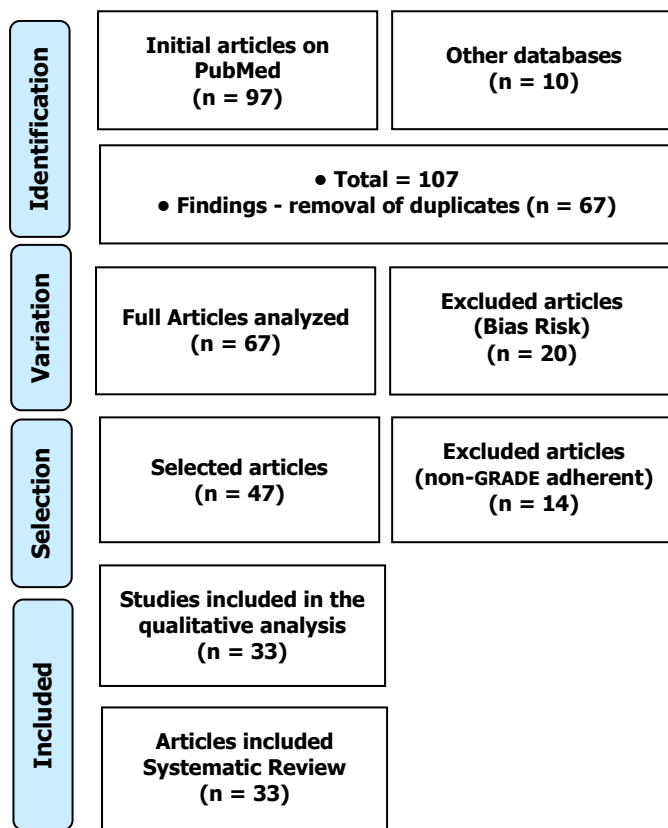 Identification
Initial articles on
PubMed
(n = 97)
Other databases
(n = 10)
● Total = 107
● Findings - removal of duplicates (n = 67)
Variation
Full Articles analyzed
(n = 67)
Excluded articles
(Bias Risk)
(n = 20)
Selection
Selected articles
(n = 47)
Excluded articles
(non-GRADE adherent)
(n = 14)
Included
Studies included in the
qualitative analysis
(n = 33)
Articles included
Systematic Review
(n = 33)